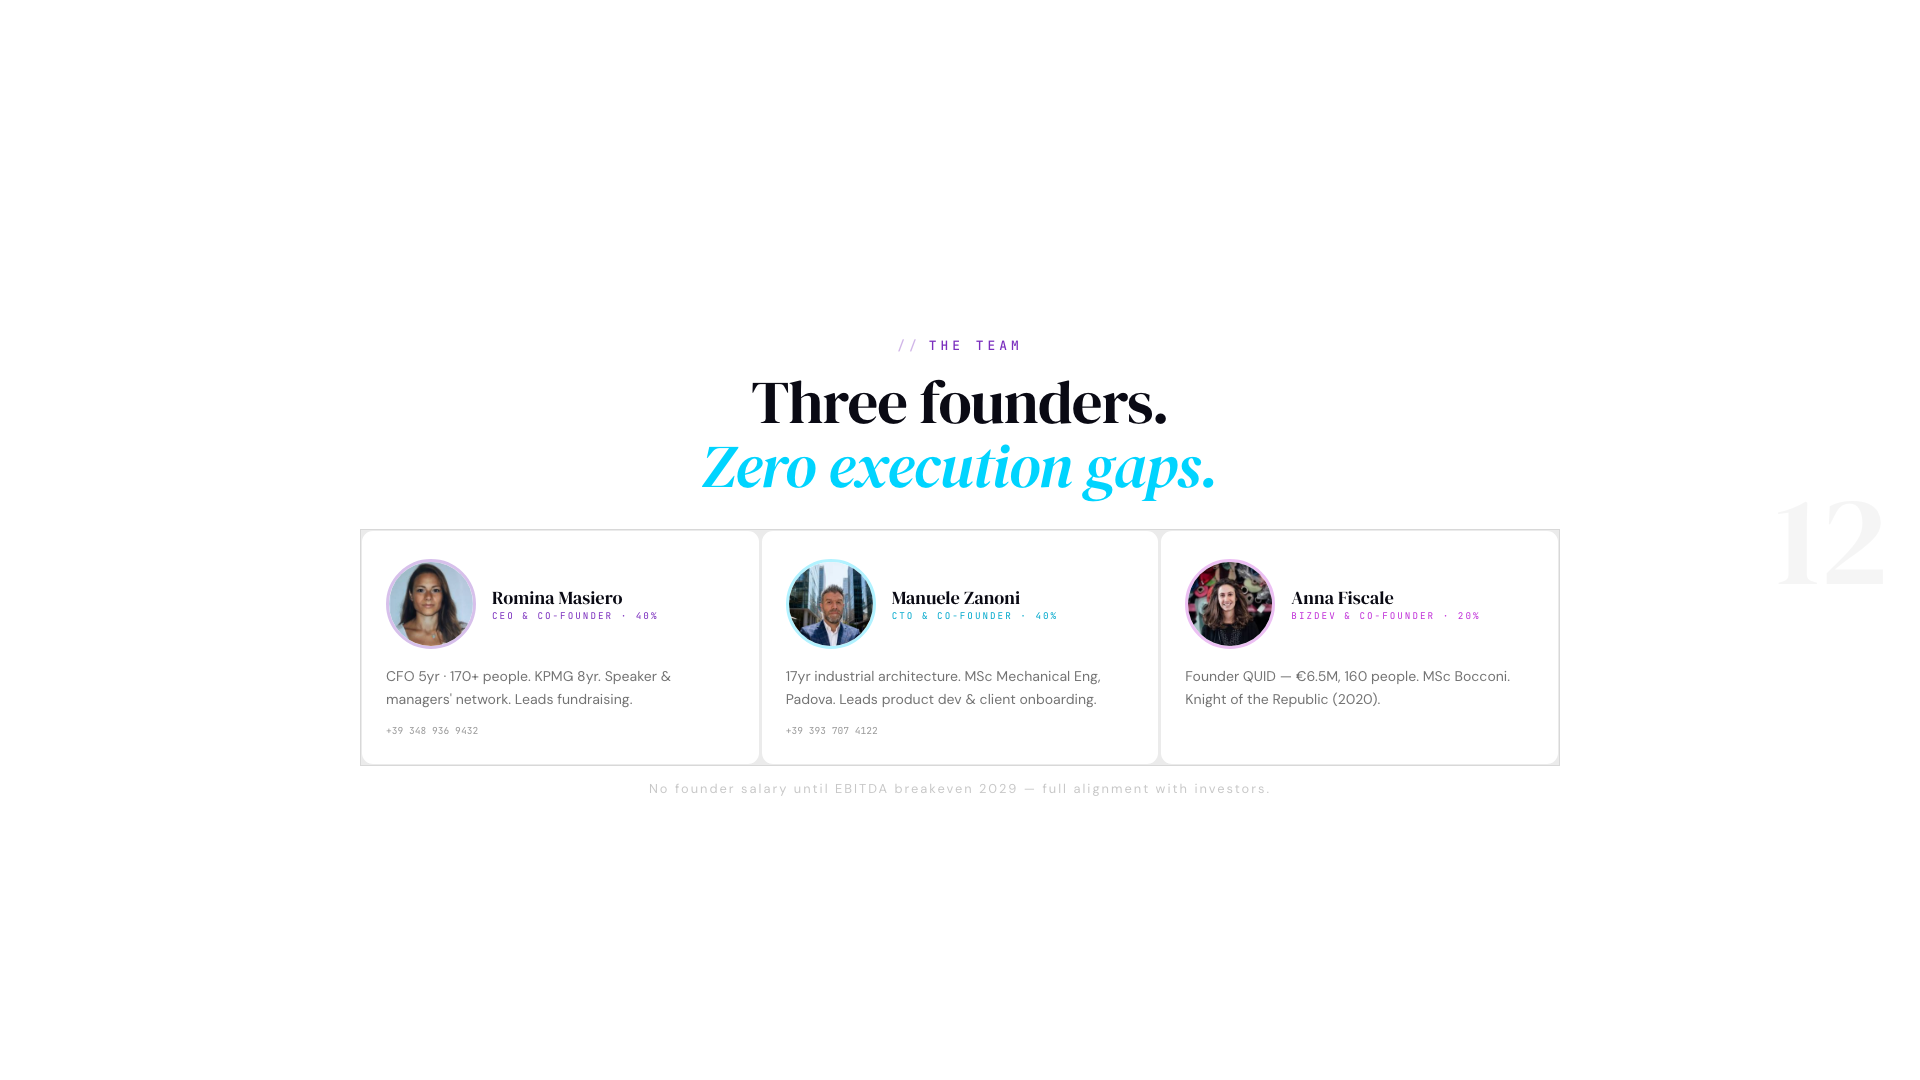 // THE TEAM
Three founders.
Zero execution gaps.
Romina Masiero
CEO & CO-FOUNDER · 40%
CFO 5yr · 170+ people. KPMG 8yr. Speaker &
managers' network. Leads fundraising.
+39 348 936 9432
Manuele Zanoni
CTO & CO-FOUNDER · 40%
17yr industrial architecture. MSc Mechanical Eng,
Padova. Leads product dev & client onboarding.
+39 393 707 4122
Anna Fiscale
BIZDEV & CO-FOUNDER · 20%
Founder QUID — €6.5M, 160 people. MSc Bocconi.
Knight of the Republic (2020).
No founder salary until EBITDA breakeven 2029 — full alignment with investors.
12